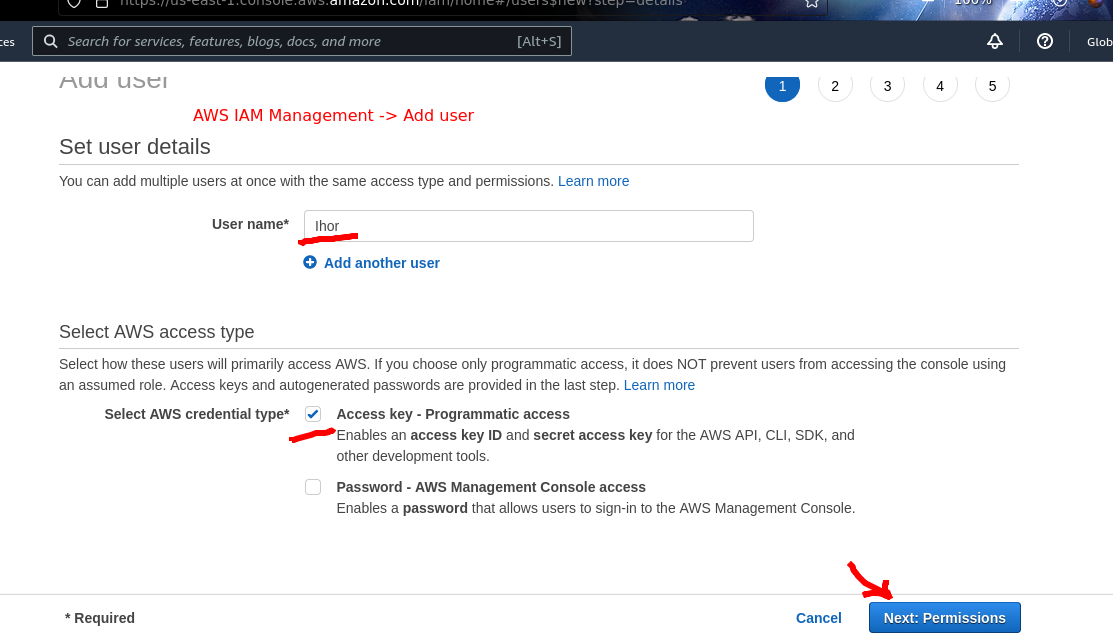 https://us-east-1.console.aws.amazon.com/iam/home#/users$new?step=details
100%
ces
Search for services, features, blogs, docs, and more
[Alt+S]
Glob
Add user
1 2 3 4 5
AWS IAM Management -> Add user
Set user details
You can add multiple users at once with the same access type and permissions. Learn more
User name*
Ihor
Add another user
Select AWS access type
Select how these users will primarily access AWS. If you choose only programmatic access, it does NOT prevent users from accessing the console using
an assumed role. Access keys and autogenerated passwords are provided in the last step. Learn more
Select AWS credential type*
Access key - Programmatic access
Enables an access key ID and secret access key for the AWS API, CLI, SDK, and
other development tools.
Password - AWS Management Console access
Enables a password that allows users to sign-in to the AWS Management Console.
* Required
Cancel
Next: Permissions